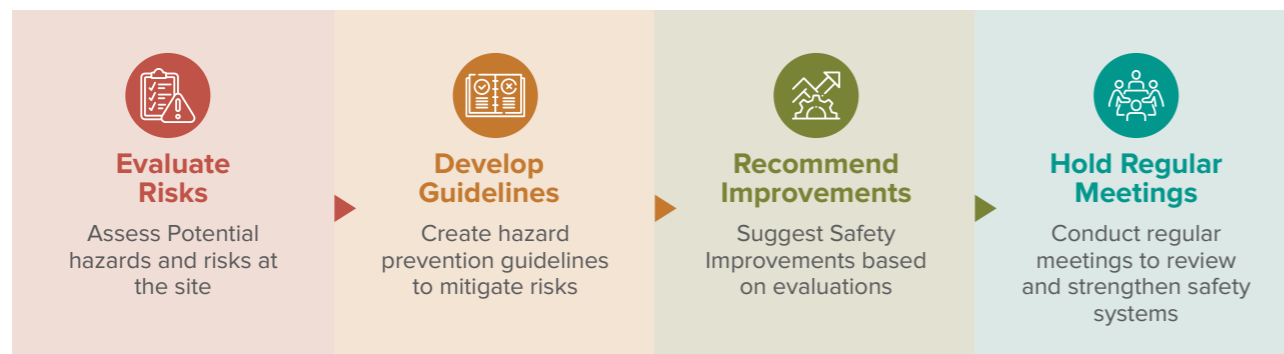 Evaluate
Risks
Assess Potential
hazards and risks at
the site
Develop
Guidelines
Create hazard
prevention guidelines
to mitigate risks
Recommend
Improvements
Suggest Safety
Improvements based
on evaluations
Hold Regular
Meetings
Conduct regular
meetings to review
and strengthen safety
systems